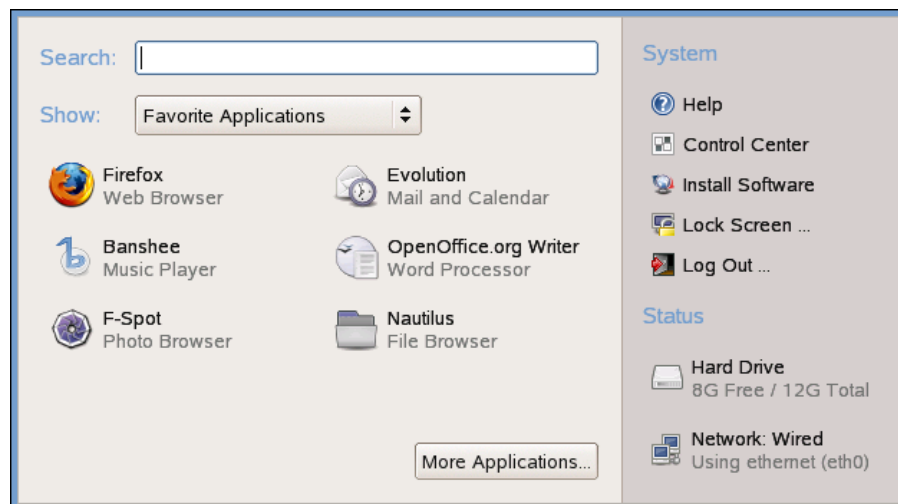 Search:
Show:
Favorite Applications
Firefox
Web Browser
Evolution
Mail and Calendar
Banshee
Music Player
OpenOffice.org Writer
Word Processor
F-Spot
Photo Browser
Nautilus
File Browser
More Applications...
System
Help
Control Center
Install Software
Lock Screen ...
Log Out ...
Status
Hard Drive
8G Free / 12G Total
Network: Wired
Using ethernet (eth0)